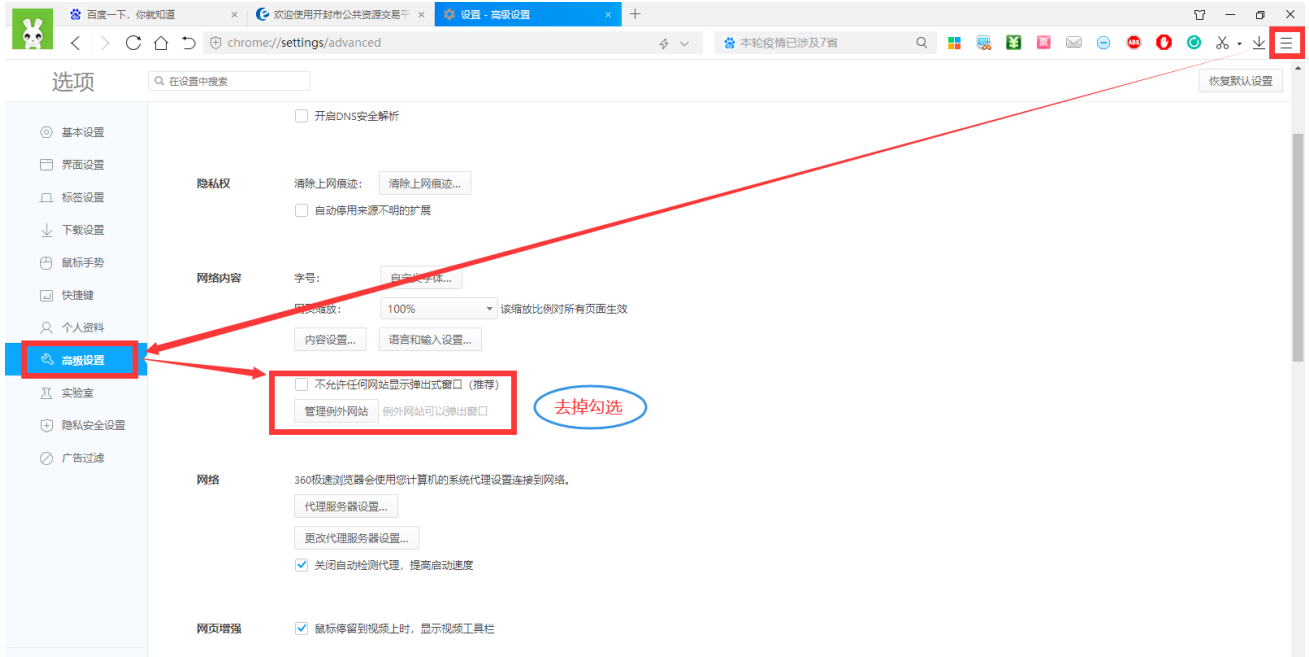 百度一下，你就知道
欢迎使用开封市公共资源交易平
设置 - 高级设置
chrome://settings/advanced
本轮疫情已涉及7省
选项
在设置中搜索
恢复默认设置
基本设置
界面设置
标签设置
下载设置
鼠标手势
快捷键
个人资料
高级设置
实验室
隐私安全设置
广告过滤
开启DNS安全解析
隐私权
清除上网痕迹：
清除上网痕迹...
自动停用来源不明的扩展
网络内容
字号：
自定义字体...
网页缩放：
100%
该缩放比例对所有页面生效
内容设置...
语言和输入设置...
不允许任何网站显示弹出式窗口（推荐）
管理例外网站
例外网站可以弹出窗口
去掉勾选
网络
360极速浏览器会使用您计算机的系统代理设置连接到网络。
代理服务器设置...
更改代理服务器设置...
关闭自动检测代理，提高启动速度
网页增强
鼠标停留到视频上时，显示视频工具栏